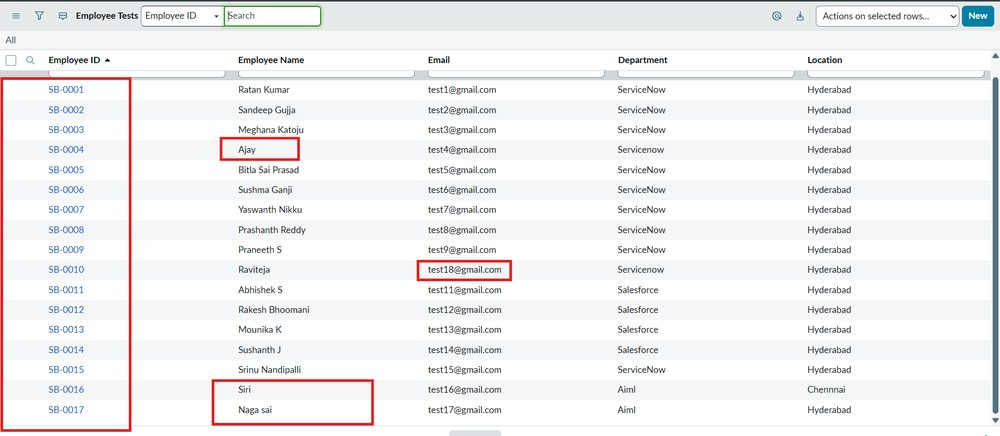 Employee Tests Employee ID Search Actions on selected rows... New
All
Employee ID Employee Name Email Department Location
SB-0001 Ratan Kumar test1@gmail.com ServiceNow Hyderabad
SB-0002 Sandeep Gujja test2@gmail.com ServiceNow Hyderabad
SB-0003 Meghana Katoju test3@gmail.com ServiceNow Hyderabad
SB-0004 Ajay test4@gmail.com Servicenow Hyderabad
SB-0005 Bitla Sai Prasad test5@gmail.com ServiceNow Hyderabad
SB-0006 Sushma Ganji test6@gmail.com ServiceNow Hyderabad
SB-0007 Yaswanth Nikku test7@gmail.com ServiceNow Hyderabad
SB-0008 Prashanth Reddy test8@gmail.com ServiceNow Hyderabad
SB-0009 Praneeth S test9@gmail.com ServiceNow Hyderabad
SB-0010 Raviteja test18@gmail.com Servicenow Hyderabad
SB-0011 Abhishek S test11@gmail.com Salesforce Hyderabad
SB-0012 Rakesh Bhoomani test12@gmail.com Salesforce Hyderabad
SB-0013 Mounika K test13@gmail.com Salesforce Hyderabad
SB-0014 Sushanth J test14@gmail.com Salesforce Hyderabad
SB-0015 Srinu Nandipalli test15@gmail.com ServiceNow Hyderabad
SB-0016 Siri test16@gmail.com Aiml Chennnai
SB-0017 Naga sai test17@gmail.com Aiml Hyderabad